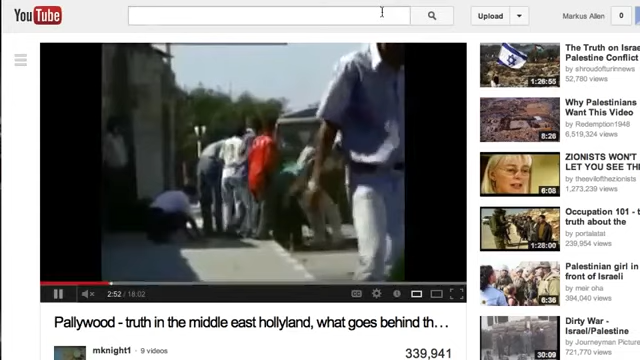 YouTube
Upload
Markus Allen
0
2:52 / 18:02
Pallywood - truth in the middle east hollyland, what goes behind th...
mknight1 · 9 videos
339,941
The Truth on Israel
Palestine Conflict
by shroudofturinnews
52,780 views
1:26:55
Why Palestinians
Want This Video
by Redemption1948
6,519,324 views
8:26
ZIONISTS WON'T
LET YOU SEE TH
by theevilofthezionists
1,273,239 views
6:08
Occupation 101 - t
truth about the
by portalatat
239,954 views
1:28:00
Palestinian girl in
front of Israeli
by meir oha
394,040 views
6:36
Dirty War -
Israel/Palestine
by Journeyman Picture
721,770 views
30:09